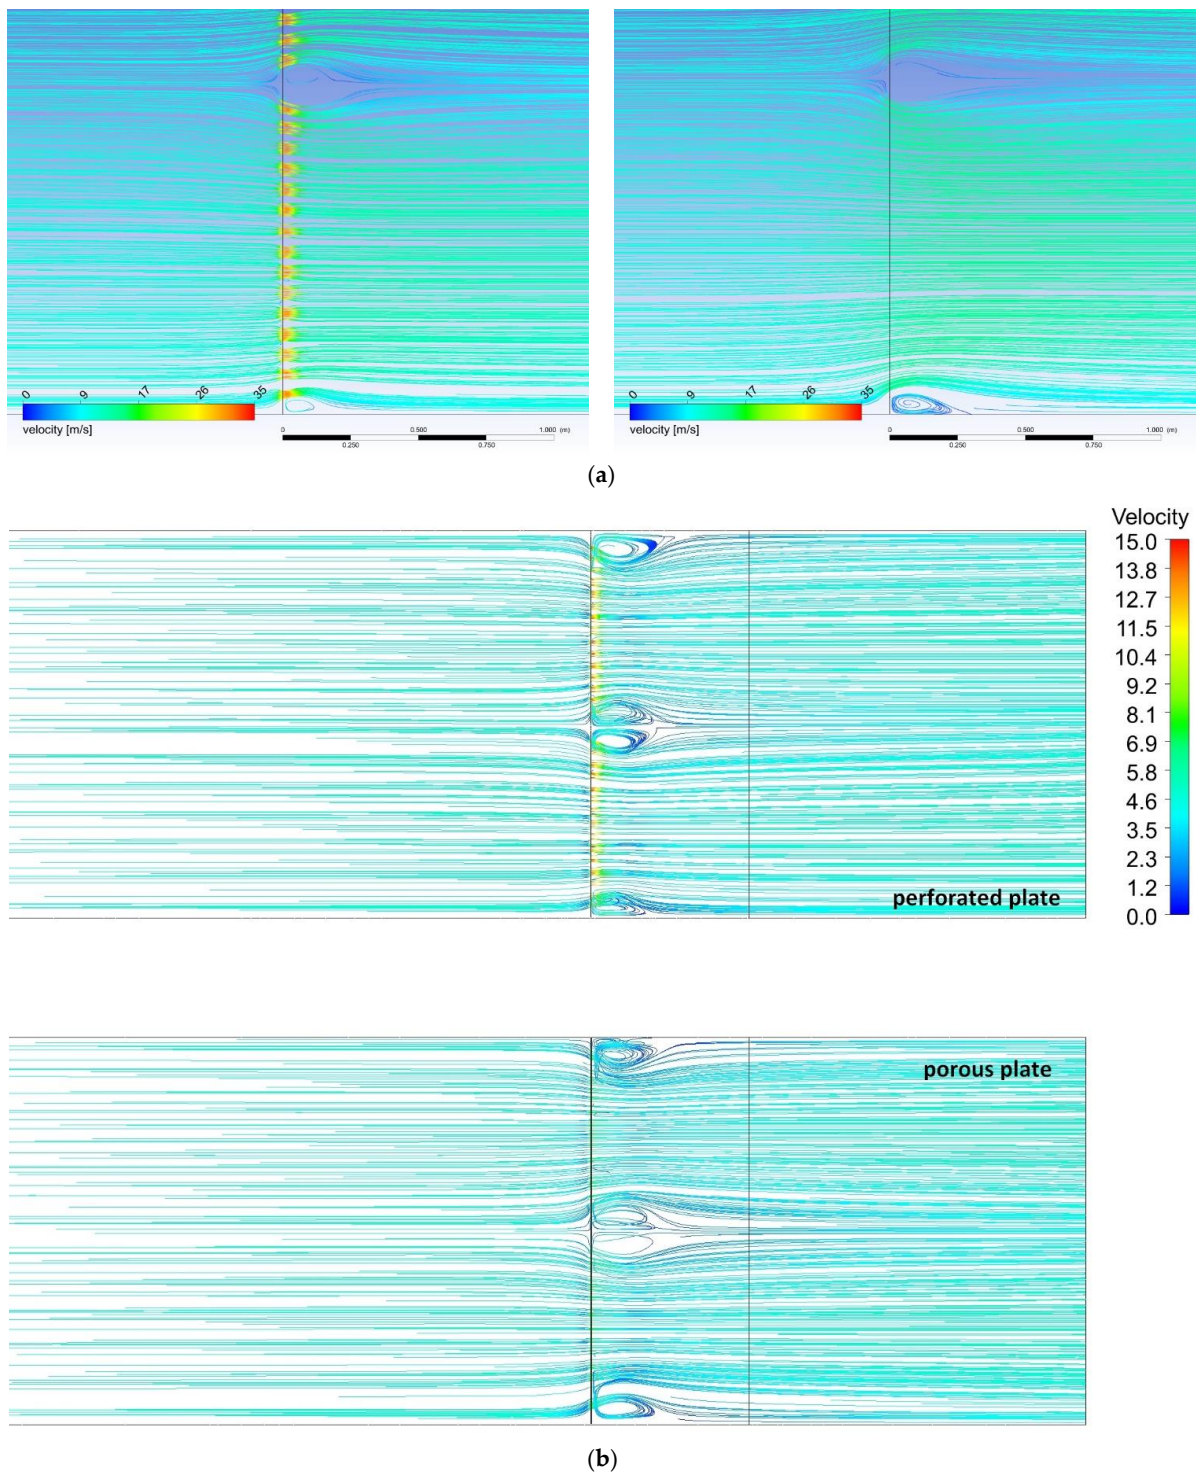 0 9 17 26 35
velocity [m/s]
0 0.500 1.000 (m)
0.250 0.750
0 9 17 26 35
velocity [m/s]
0 0.500 1.000 (m)
0.250 0.750
(a)
Velocity
15.0
13.8
12.7
11.5
10.4
9.2
8.1
6.9
5.8
4.6
3.5
2.3
1.2
0.0
perforated plate
porous plate
(b)